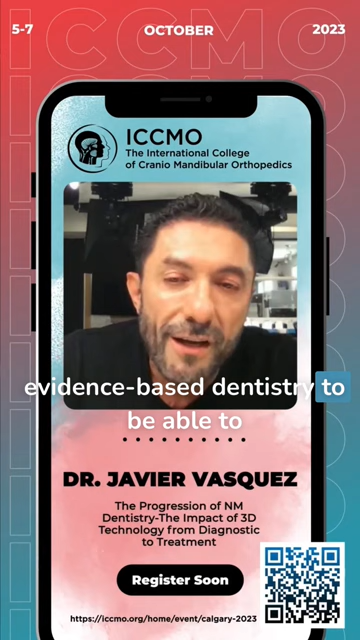 ICCMO
5-7
OCTOBER
2023
ICCMO
The International College
of Cranio Mandibular Orthopedics
evidence-based dentistry to
be able to
DR. JAVIER VASQUEZ
The Progression of NM
Dentistry-The Impact of 3D
Technology from Diagnostic
to Treatment
Register Soon
https://iccmo.org/home/event/calgary-2023